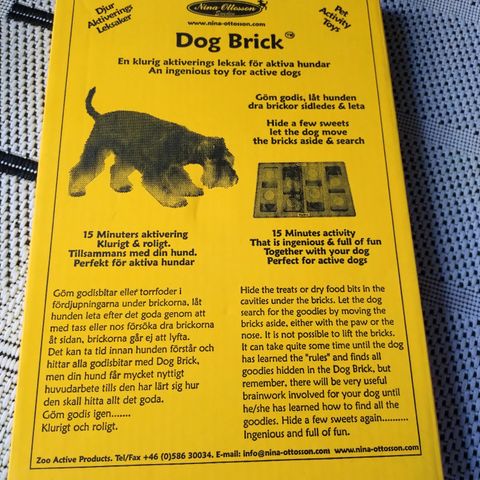 Djur
Aktiverings
Leksaker
Nina Ottosson
www.nina-ottosson.com
Pet
Activity
Toys
Dog Brick™
En klurig aktiverings leksak för aktiva hundar
An ingenious toy for active dogs
Göm godis, låt hunden
dra brickor sidledes & leta
Hide a few sweets
let the dog move
the bricks aside & search
15 Minuters aktivering
Klurigt & roligt.
Tillsammans med din hund.
Perfekt för aktiva hundar
15 Minutes activity
That is ingenious & full of fun
Together with your dog
Perfect for active dogs
Göm godisbitar eller torrfoder i
fördjupningarna under brickorna, låt
hunden leta efter det goda genom att
med tass eller nos försöka dra brickorna
åt sidan, brickorna går ej att lyfta.
Det kan ta tid innan hunden förstår och
hittar alla godisbitar med Dog Brick,
men din hund får mycket nyttigt
huvudarbete tills den har lärt sig hur
den skall hitta allt det goda.
Göm godis igen.......
Klurigt och roligt.
Hide the treats or dry food bits in the
cavities under the bricks. Let the dog
search for the goodies by moving the
bricks aside, either with the paw or the
nose. It is not possible to lift the bricks.
It can take quite some time until the dog
has learned the "rules" and finds all
goodies hidden in the Dog Brick, but
remember, there will be very useful
brainwork involved for your dog until
he/she has learned how to find all the
goodies. Hide a few sweets again..........
Ingenious and full of fun.
Zoo Active Products. Tel/Fax +46 (0)586 30034. E-mail: info@nina-ottosson.com www.nina-ottosson.com